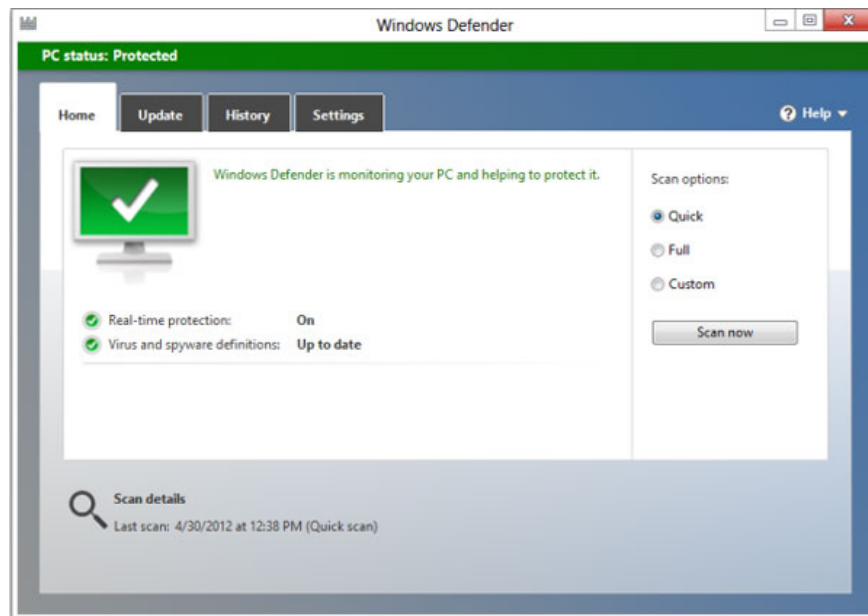 Windows Defender
PC status: Protected
Home Update History Settings Help
Windows Defender is monitoring your PC and helping to protect it.
Real-time protection: On
Virus and spyware definitions: Up to date
Scan options:
Quick
Full
Custom
Scan now
Scan details
Last scan: 4/30/2012 at 12:38 PM (Quick scan)